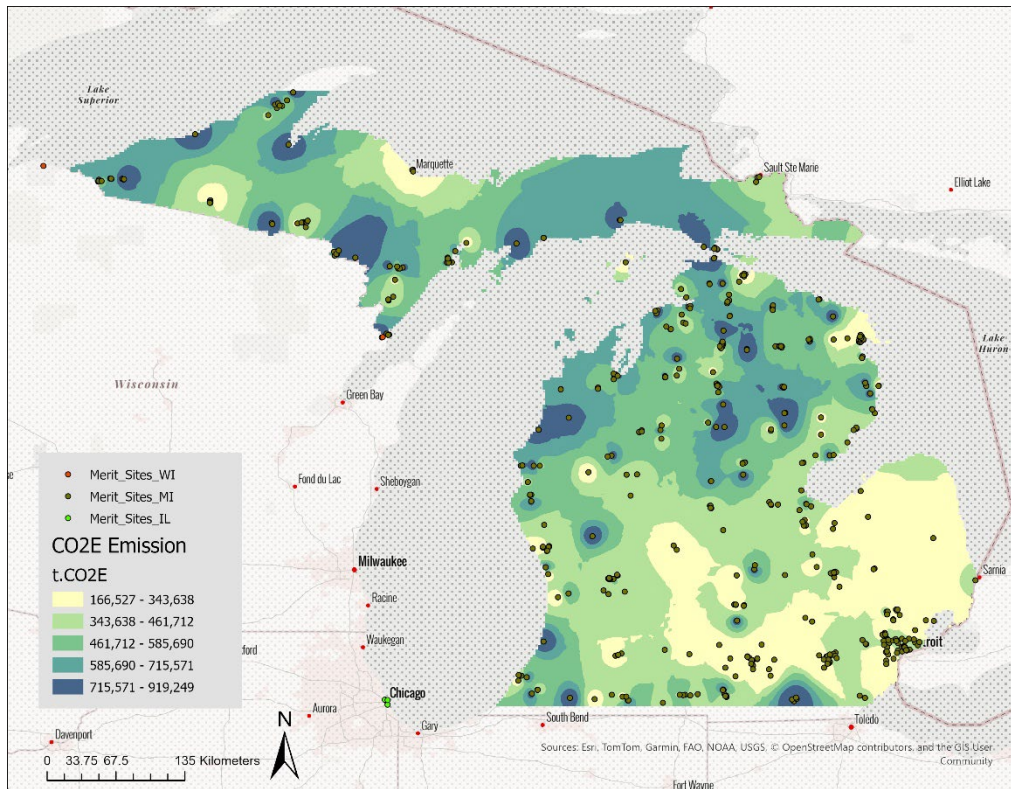 Lake
Superior
Marquette
Sault Ste Marie
Elliot Lake
Lake
Huron
Wisconsin
Green Bay
Fond du Lac
Sheboygan
Milwaukee
Racine
Waukegan
Sarnia
troit
ford
Chicago
Aurora
Gary
South Bend
Toledo
Davenport
Fort Wayne
Merit_Sites_WI
Merit_Sites_MI
Merit_Sites_IL
CO2E Emission
t.CO2E
166,527 - 343,638
343,638 - 461,712
461,712 - 585,690
585,690 - 715,571
715,571 - 919,249
N
0 33.75 67.5 135 Kilometers
Sources: Esri, TomTom, Garmin, FAO, NOAA, USGS, © OpenStreetMap contributors, and the GIS User
Community